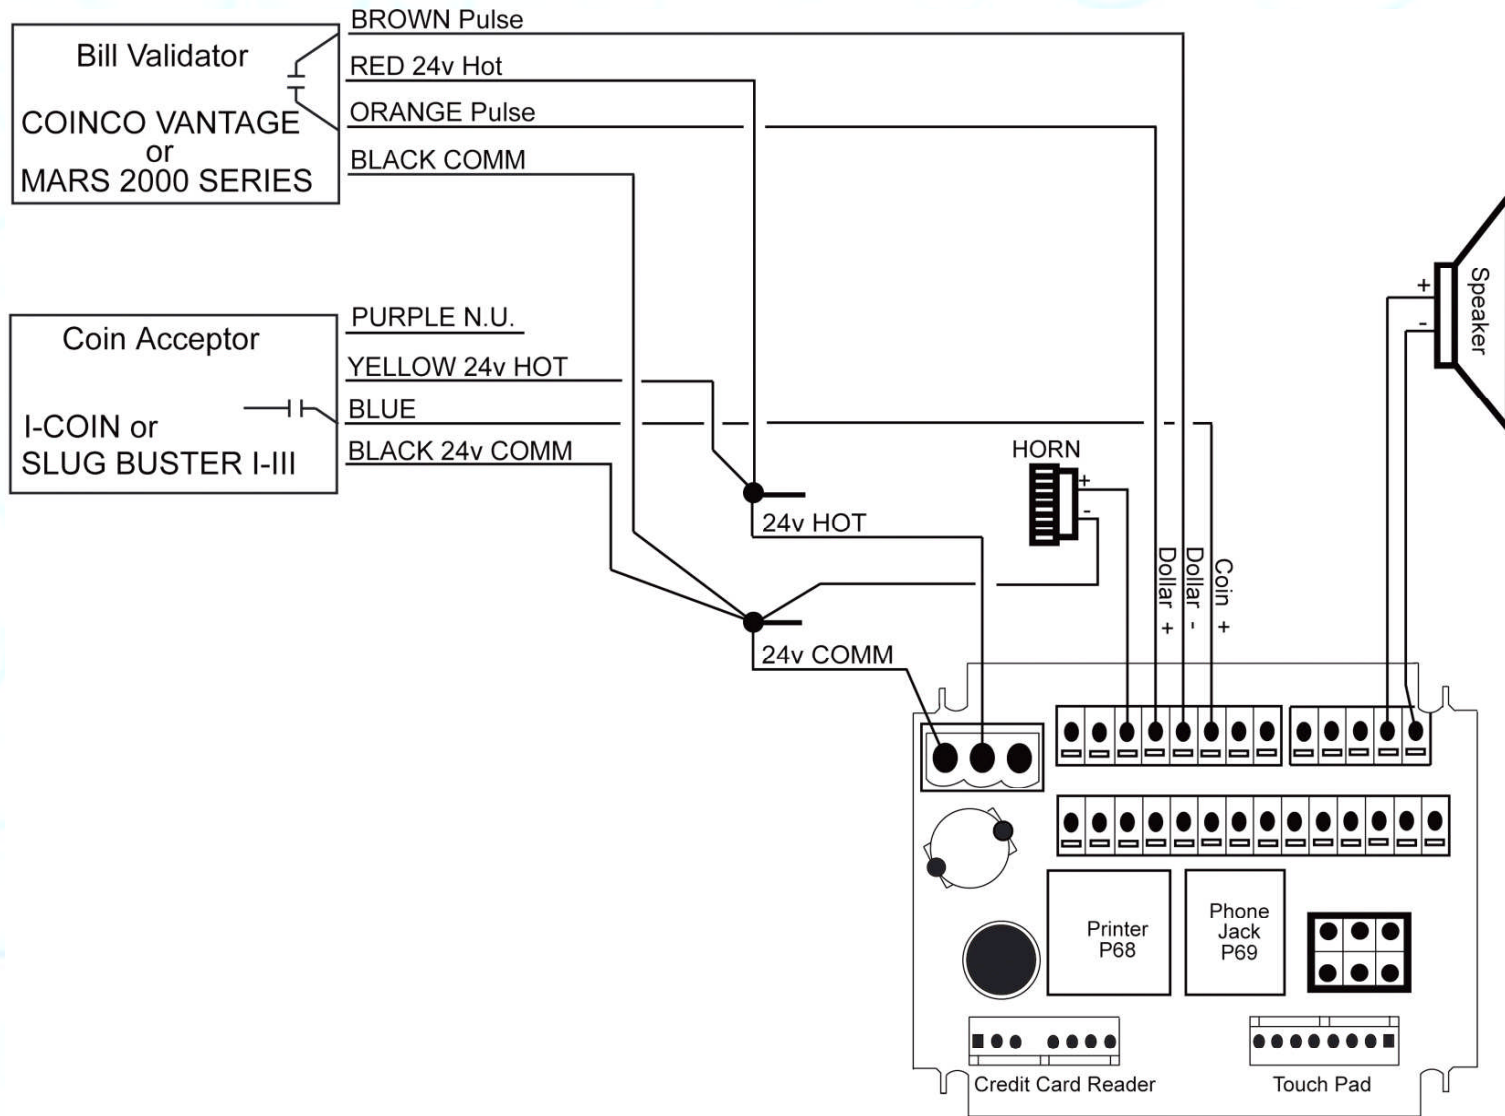 BROWN Pulse
Bill Validator
RED 24v Hot
ORANGE Pulse
COINCO VANTAGE
or
MARS 2000 SERIES
BLACK COMM
PURPLE N.U.
Coin Acceptor
YELLOW 24v HOT
BLUE
I-COIN or
SLUG BUSTER I-III
BLACK 24v COMM
+
-
Speaker
HORN
+
-
24v HOT
Dollar +
Dollar -
Coin +
24v COMM
Printer
P68
Phone
Jack
P69
Credit Card Reader
Touch Pad